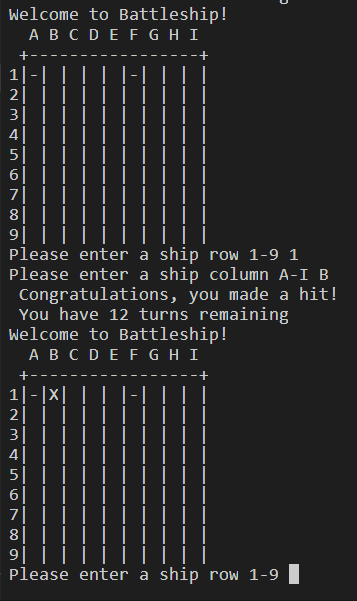 Welcome to Battleship!
  A B C D E F G H I
 +-----------------+
1|-| | | | |-| | | |
2| | | | | | | | | |
3| | | | | | | | | |
4| | | | | | | | | |
5| | | | | | | | | |
6| | | | | | | | | |
7| | | | | | | | | |
8| | | | | | | | | |
9| | | | | | | | | |
Please enter a ship row 1-9 1
Please enter a ship column A-I B
 Congratulations, you made a hit!
 You have 12 turns remaining
Welcome to Battleship!
  A B C D E F G H I
 +-----------------+
1|-|X| | | |-| | | |
2| | | | | | | | | |
3| | | | | | | | | |
4| | | | | | | | | |
5| | | | | | | | | |
6| | | | | | | | | |
7| | | | | | | | | |
8| | | | | | | | | |
9| | | | | | | | | |
Please enter a ship row 1-9